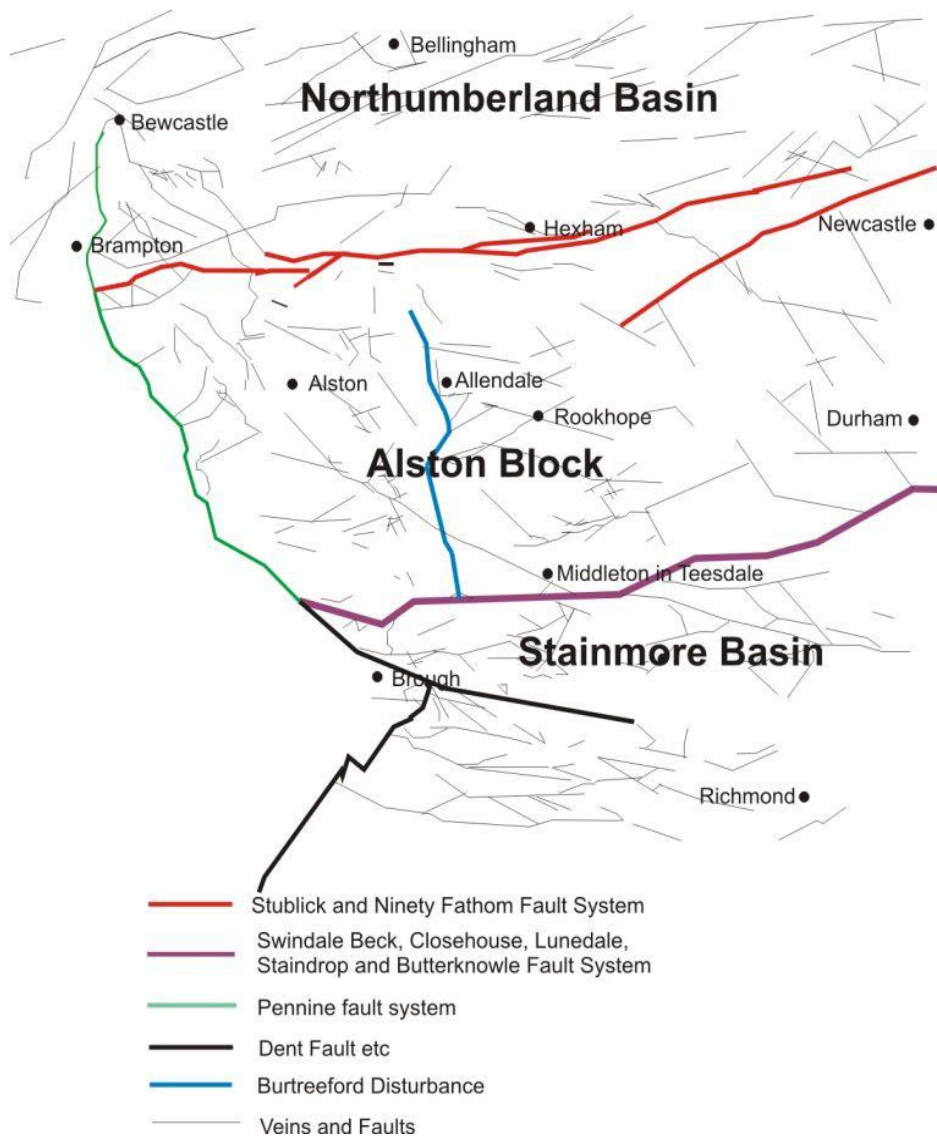 Bellingham
Northumberland Basin
Bewcastle
Hexham
Newcastle
Brampton
Alston
Allendale
Rookhope
Durham
Alston Block
Middleton in Teesdale
Stainmore Basin
Brough
Richmond
Stublick and Ninety Fathom Fault System
Swindale Beck, Closehouse, Lunedale,
Staindrop and Butterknowle Fault System
Pennine fault system
Dent Fault etc
Burtreeford Disturbance
Veins and Faults